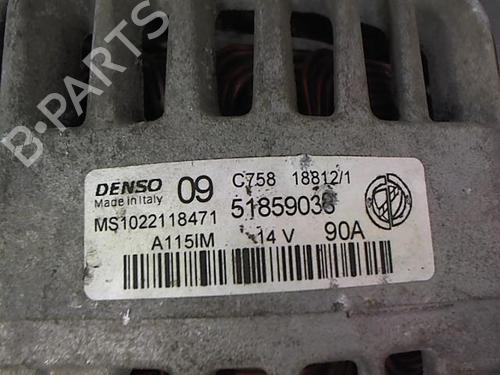 B-PARTS
DENSO 09 C758 18812/1
Made in Italy
MS1022118471 51859038
A115IM 14 V 90A